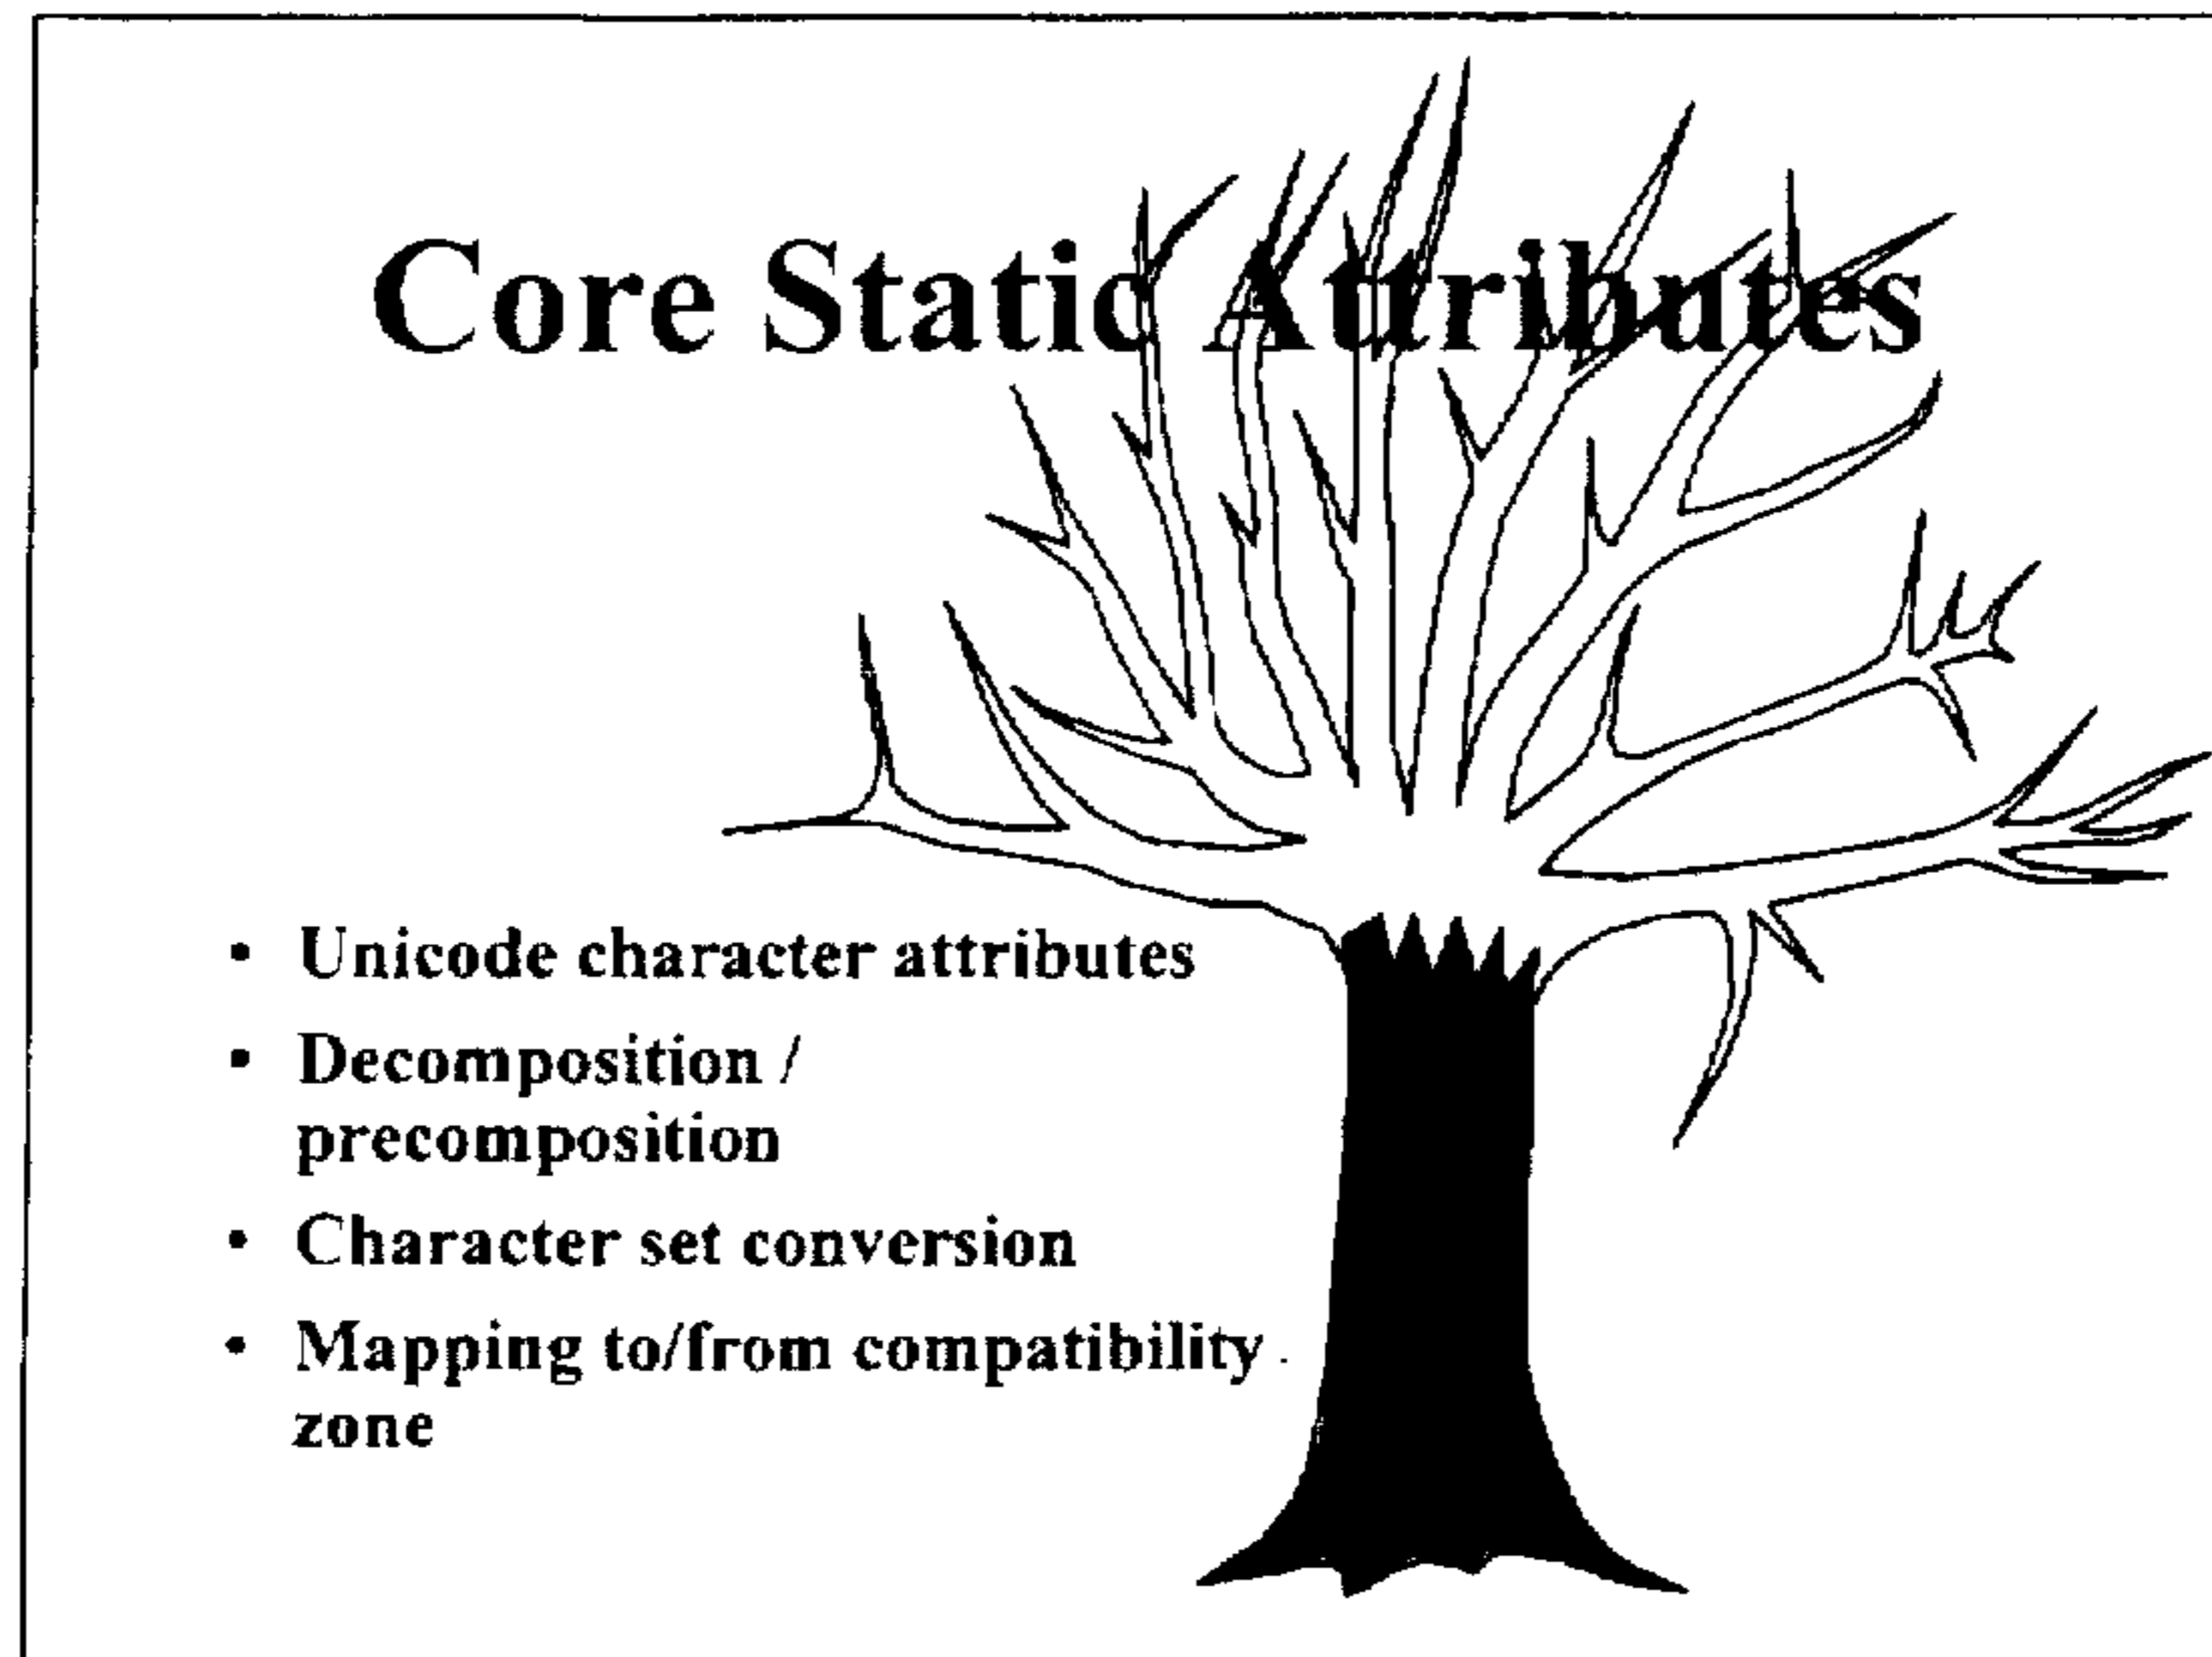 Core Static Attributes
• Unicode character attributes
• Decomposition /
precomposition
• Character set conversion
• Mapping to/from compatibility
zone